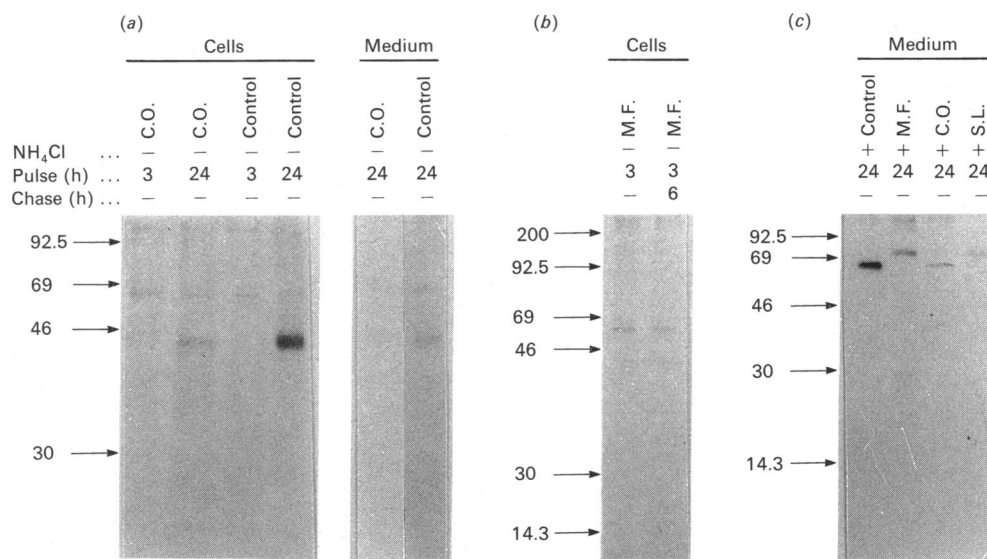 (a)
Cells
Medium
C.O.
C.O.
Control
Control
C.O.
Control
NH₄Cl ... – – – – – –
Pulse (h) ... 3 24 3 24 24 24
Chase (h) ... – – – – – –
92.5
69
46
30
(b)
Cells
M.F.
M.F.
– –
3 3
– 6
200
92.5
69
46
30
14.3
(c)
Medium
Control
M.F.
C.O.
S.L.
+ + + +
24 24 24 24
– – – –
92.5
69
46
30
14.3